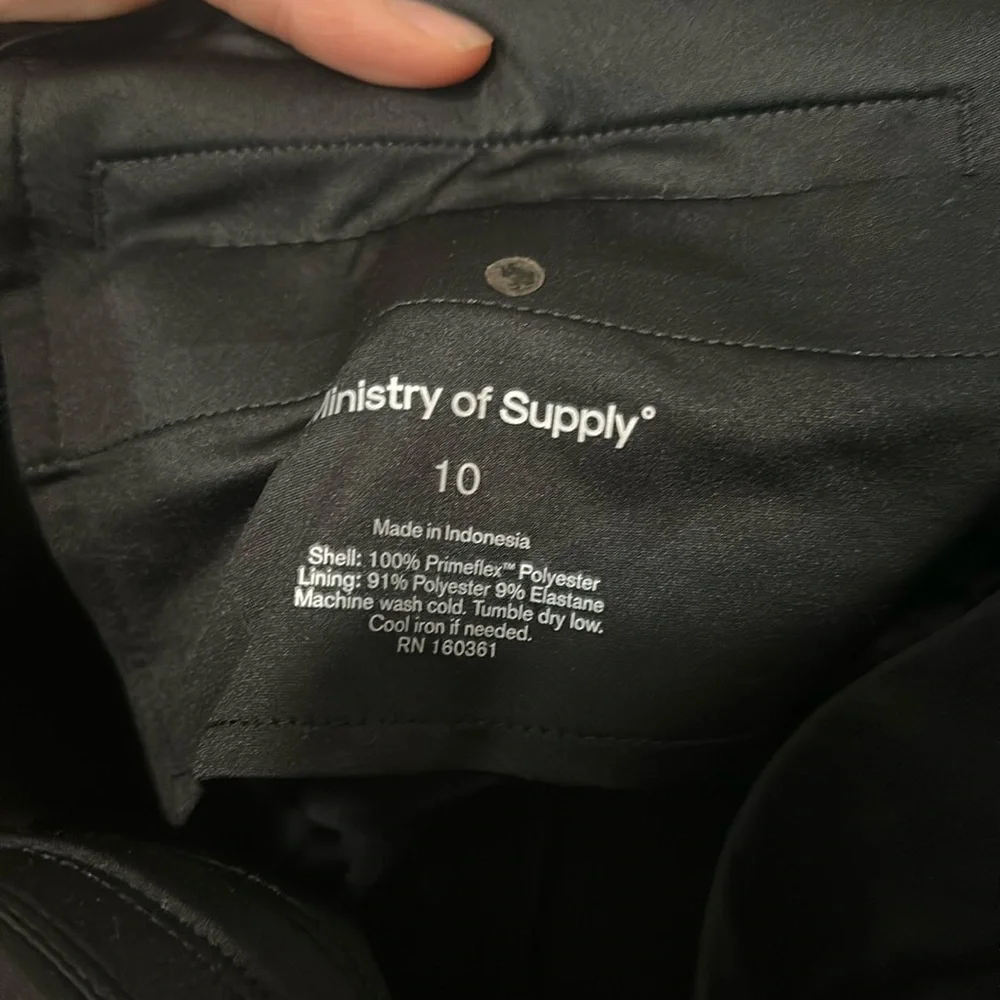 Ministry of Supply°
10
Made in Indonesia
Shell: 100% Primeflex™ Polyester
Lining: 91% Polyester 9% Elastane
Machine wash cold. Tumble dry low.
Cool iron if needed.
RN 160361